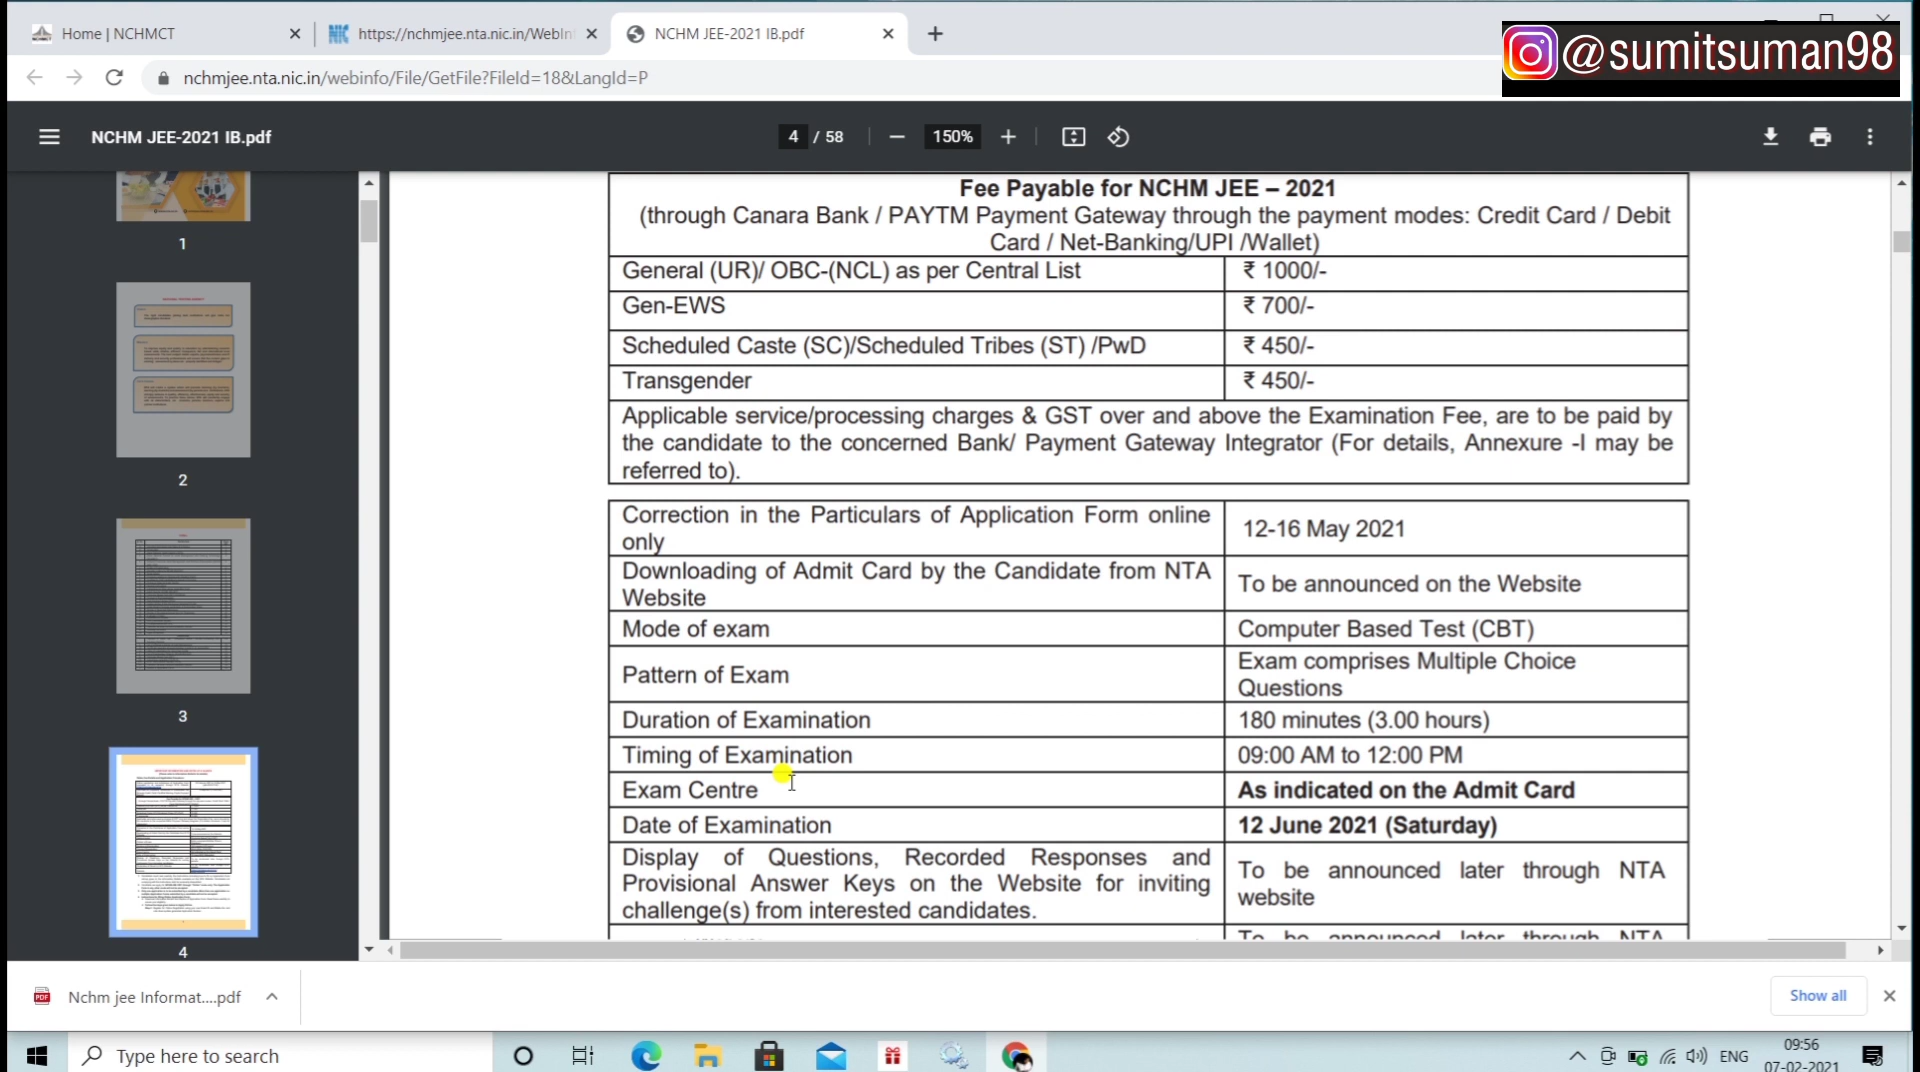 Home | NCHMCT
https://nchmjee.nta.nic.in/WebInf
NCHM JEE-2021 IB.pdf
@sumitsuman98
nchmjee.nta.nic.in/webinfo/File/GetFile?FileId=18&LangId=P
NCHM JEE-2021 IB.pdf
4 / 58
150%
1
2
3
4
Fee Payable for NCHM JEE – 2021
(through Canara Bank / PAYTM Payment Gateway through the payment modes: Credit Card / Debit
Card / Net-Banking/UPI /Wallet)
General (UR)/ OBC-(NCL) as per Central List
₹ 1000/-
Gen-EWS
₹ 700/-
Scheduled Caste (SC)/Scheduled Tribes (ST) /PwD
₹ 450/-
Transgender
₹ 450/-
Applicable service/processing charges & GST over and above the Examination Fee, are to be paid by
the candidate to the concerned Bank/ Payment Gateway Integrator (For details, Annexure -I may be
referred to).
Correction in the Particulars of Application Form online
only
12-16 May 2021
Downloading of Admit Card by the Candidate from NTA
Website
To be announced on the Website
Mode of exam
Computer Based Test (CBT)
Pattern of Exam
Exam comprises Multiple Choice
Questions
Duration of Examination
180 minutes (3.00 hours)
Timing of Examination
09:00 AM to 12:00 PM
Exam Centre
As indicated on the Admit Card
Date of Examination
12 June 2021 (Saturday)
Display of Questions, Recorded Responses and
Provisional Answer Keys on the Website for inviting
challenge(s) from interested candidates.
To be announced later through NTA
website
To be announced later through NTA
Nchm jee Informat....pdf
Show all
Type here to search
ENG
09:56
07-02-2021